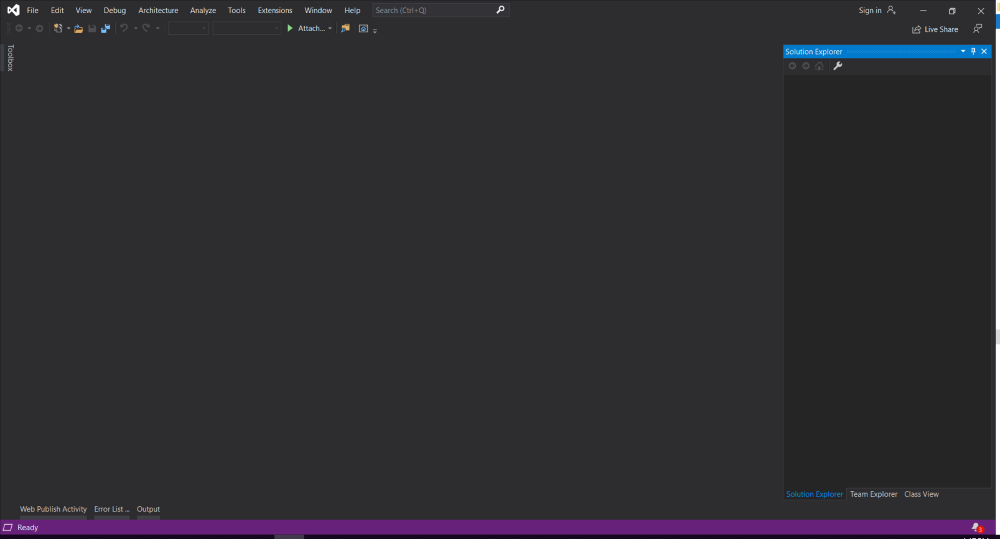 File Edit View Debug Architecture Analyze Tools Extensions Window Help Search (Ctrl+Q) Sign in
Attach... Live Share
Toolbox
Solution Explorer
Solution Explorer Team Explorer Class View
Web Publish Activity Error List ... Output
Ready 3